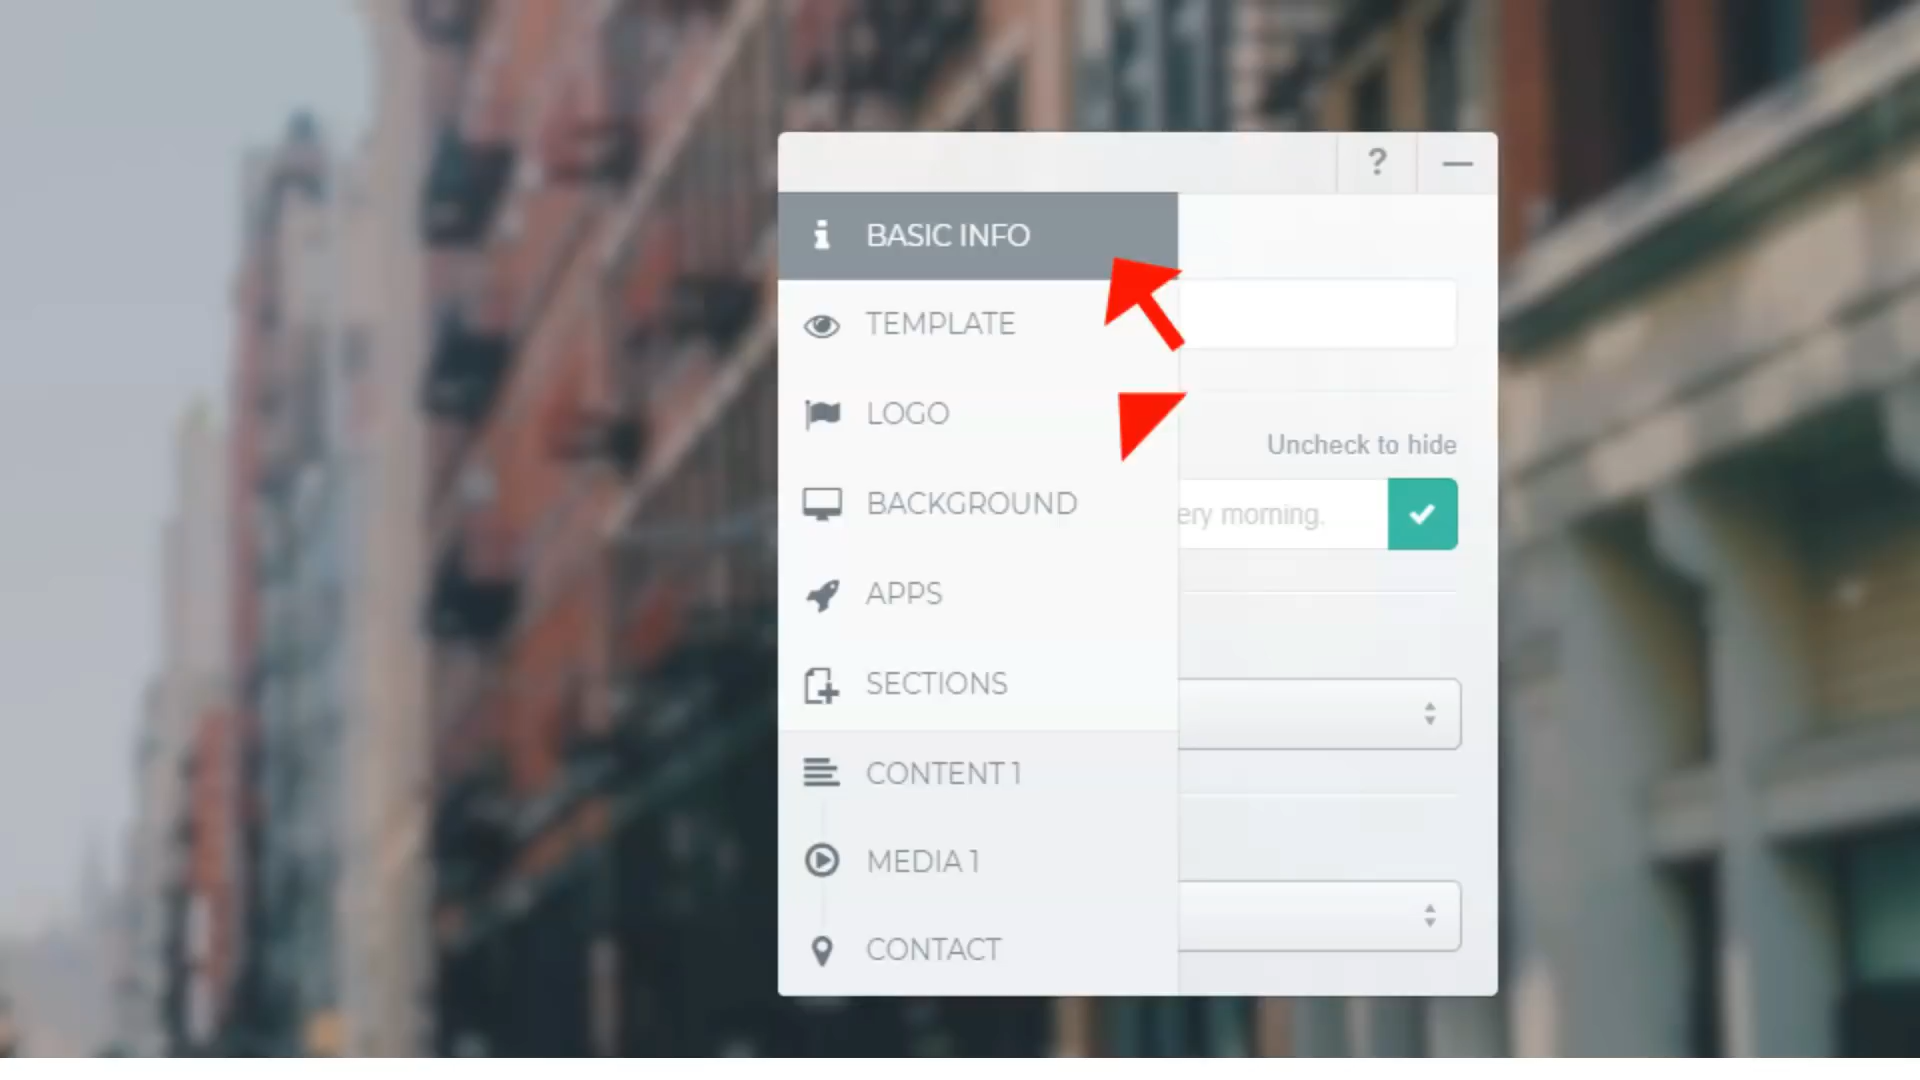 ?
BASIC INFO
TEMPLATE
LOGO
Uncheck to hide
BACKGROUND
ery morning.
APPS
SECTIONS
CONTENT 1
MEDIA 1
CONTACT